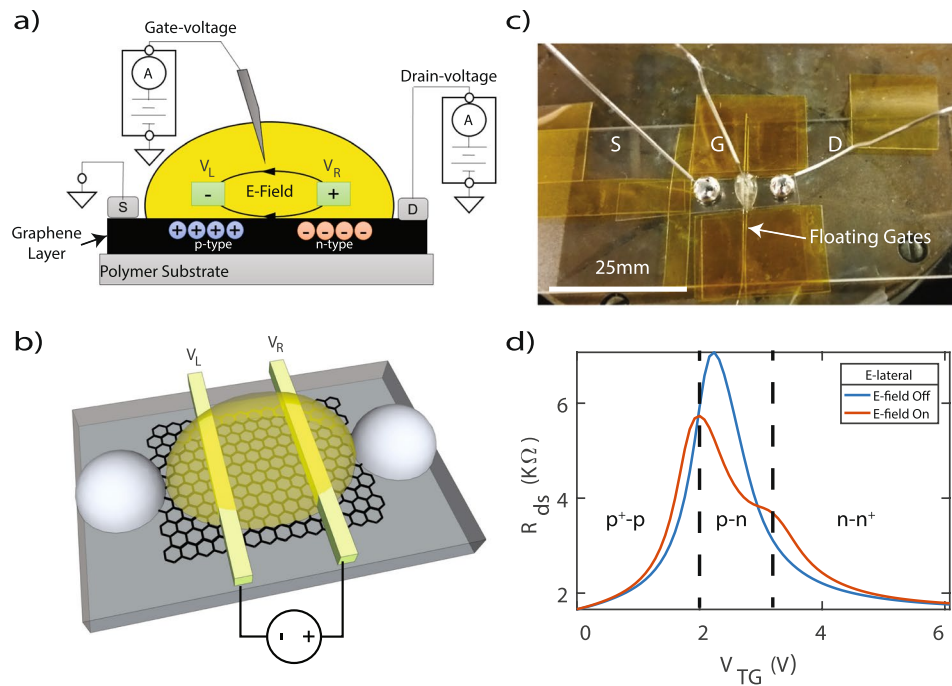 a)
Gate-voltage
A
Drain-voltage
A
V_L
V_R
-
E-Field
+
S
D
+ + + +
- - - -
p-type
n-type
Graphene
Layer
Polymer Substrate
b)
V_L
V_R
- +
c)
S
G
D
Floating Gates
25mm
d)
E-lateral
E-field Off
E-field On
R_ds (KΩ)
6
4
2
p⁺-p
p-n
n-n⁺
0
2
4
6
V_TG (V)